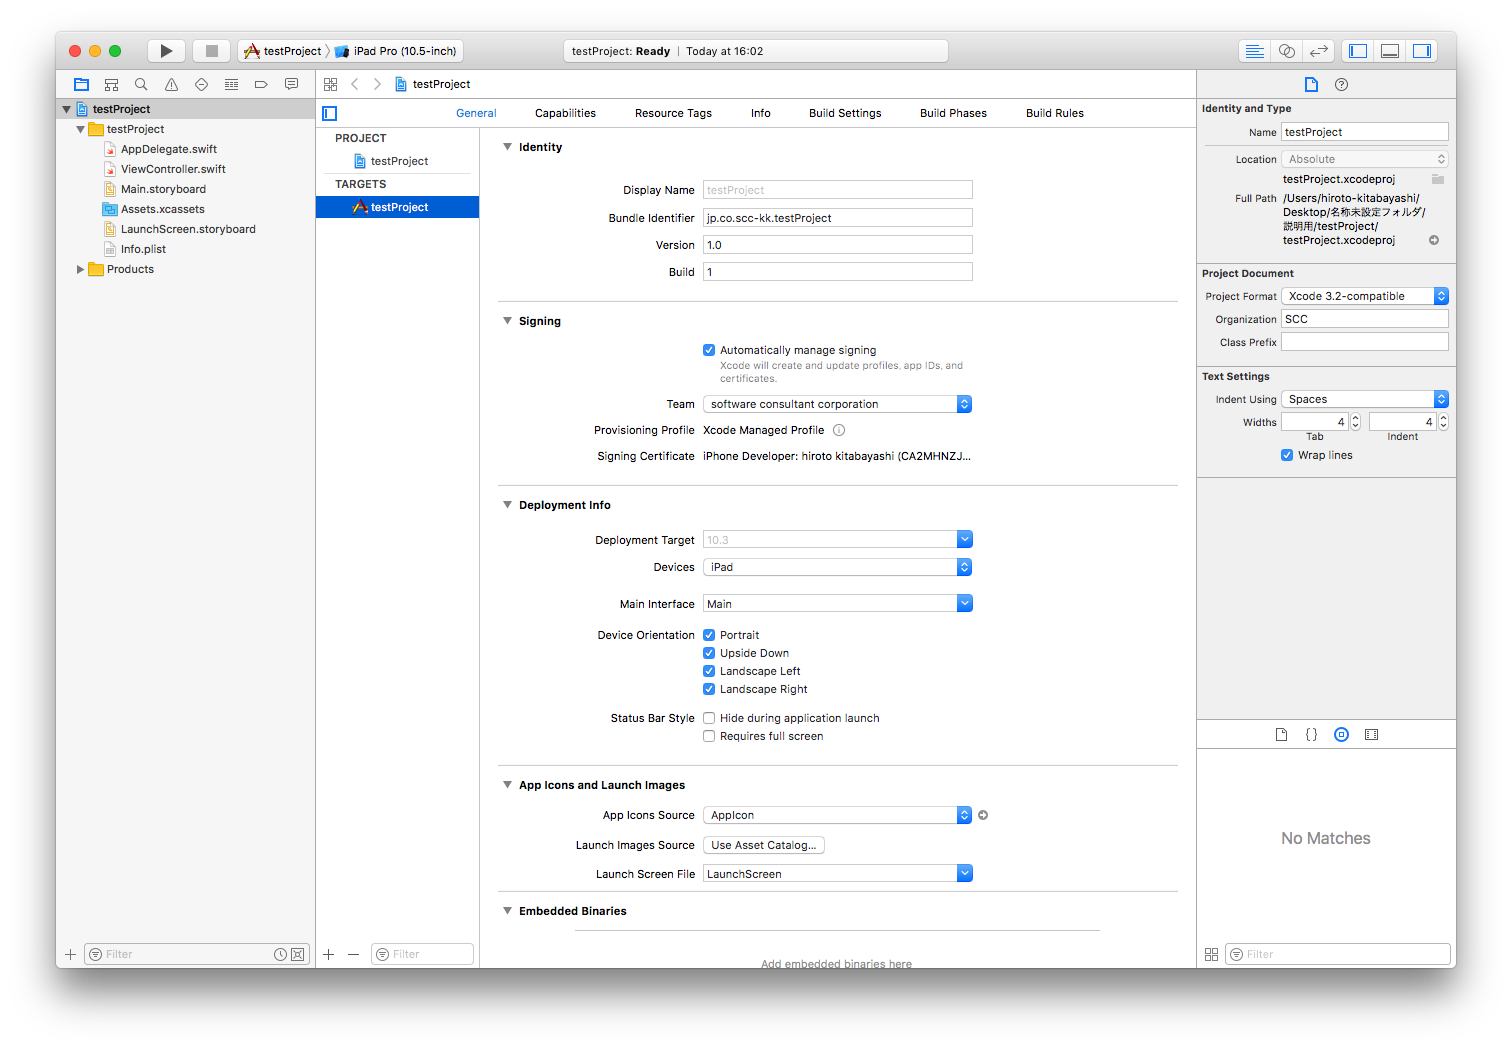 testProject
iPad Pro (10.5-inch)
testProject: Ready | Today at 16:02
testProject
testProject
testProject
AppDelegate.swift
ViewController.swift
Main.storyboard
Assets.xcassets
LaunchScreen.storyboard
Info.plist
Products
Filter
General Capabilities Resource Tags Info Build Settings Build Phases Build Rules
PROJECT
testProject
TARGETS
testProject
Filter
Identity
Display Name testProject
Bundle Identifier jp.co.scc-kk.testProject
Version 1.0
Build 1
Signing
Automatically manage signing
Xcode will create and update profiles, app IDs, and
certificates.
Team software consultant corporation
Provisioning Profile Xcode Managed Profile
Signing Certificate iPhone Developer: hiroto kitabayashi (CA2MHNZJ...
Deployment Info
Deployment Target 10.3
Devices iPad
Main Interface Main
Device Orientation Portrait
Upside Down
Landscape Left
Landscape Right
Status Bar Style Hide during application launch
Requires full screen
App Icons and Launch Images
App Icons Source AppIcon
Launch Images Source Use Asset Catalog...
Launch Screen File LaunchScreen
Embedded Binaries
Add embedded binaries here
Identity and Type
Name testProject
Location Absolute
testProject.xcodeproj
Full Path /Users/hiroto-kitabayashi/
Desktop/名称未設定フォルダ/
説明用/testProject/
testProject.xcodeproj
Project Document
Project Format Xcode 3.2-compatible
Organization SCC
Class Prefix
Text Settings
Indent Using Spaces
Widths 4 4
Tab Indent
Wrap lines
No Matches
Filter